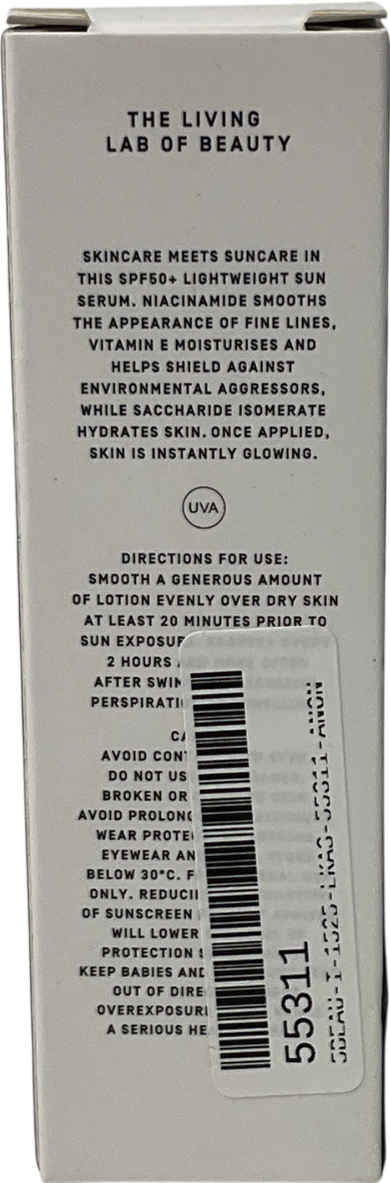 THE LIVING
LAB OF BEAUTY
SKINCARE MEETS SUNCARE IN
THIS SPF50+ LIGHTWEIGHT SUN
SERUM. NIACINAMIDE SMOOTHS
THE APPEARANCE OF FINE LINES,
VITAMIN E MOISTURISES AND
HELPS SHIELD AGAINST
ENVIRONMENTAL AGGRESSORS,
WHILE SACCHARIDE ISOMERATE
HYDRATES SKIN. ONCE APPLIED,
SKIN IS INSTANTLY GLOWING.
UVA
DIRECTIONS FOR USE:
SMOOTH A GENEROUS AMOUNT
OF LOTION EVENLY OVER DRY SKIN
AT LEAST 20 MINUTES PRIOR TO
SUN
2 HOURS
AFTER
AVOID
DO NOT
BROKEN OR
AVOID
WEAR
EYEWEAR
BELOW 30°C.
ONLY.
OF SUNSCREEN
WILL LOWER
PROTECTION
KEEP BABIES AND
OUT OF
A SERIOUS
55311